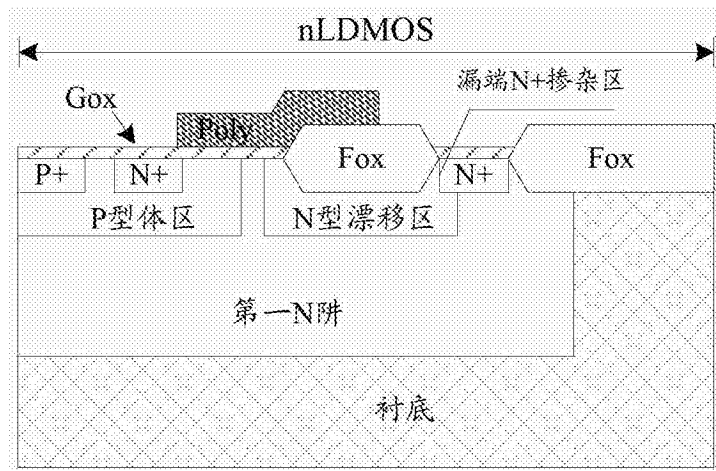 nLDMOS
漏端N+掺杂区
Gox
Poly
Fox
Fox
P+
N+
N+
P型体区
N型漂移区
第一N阱
衬底